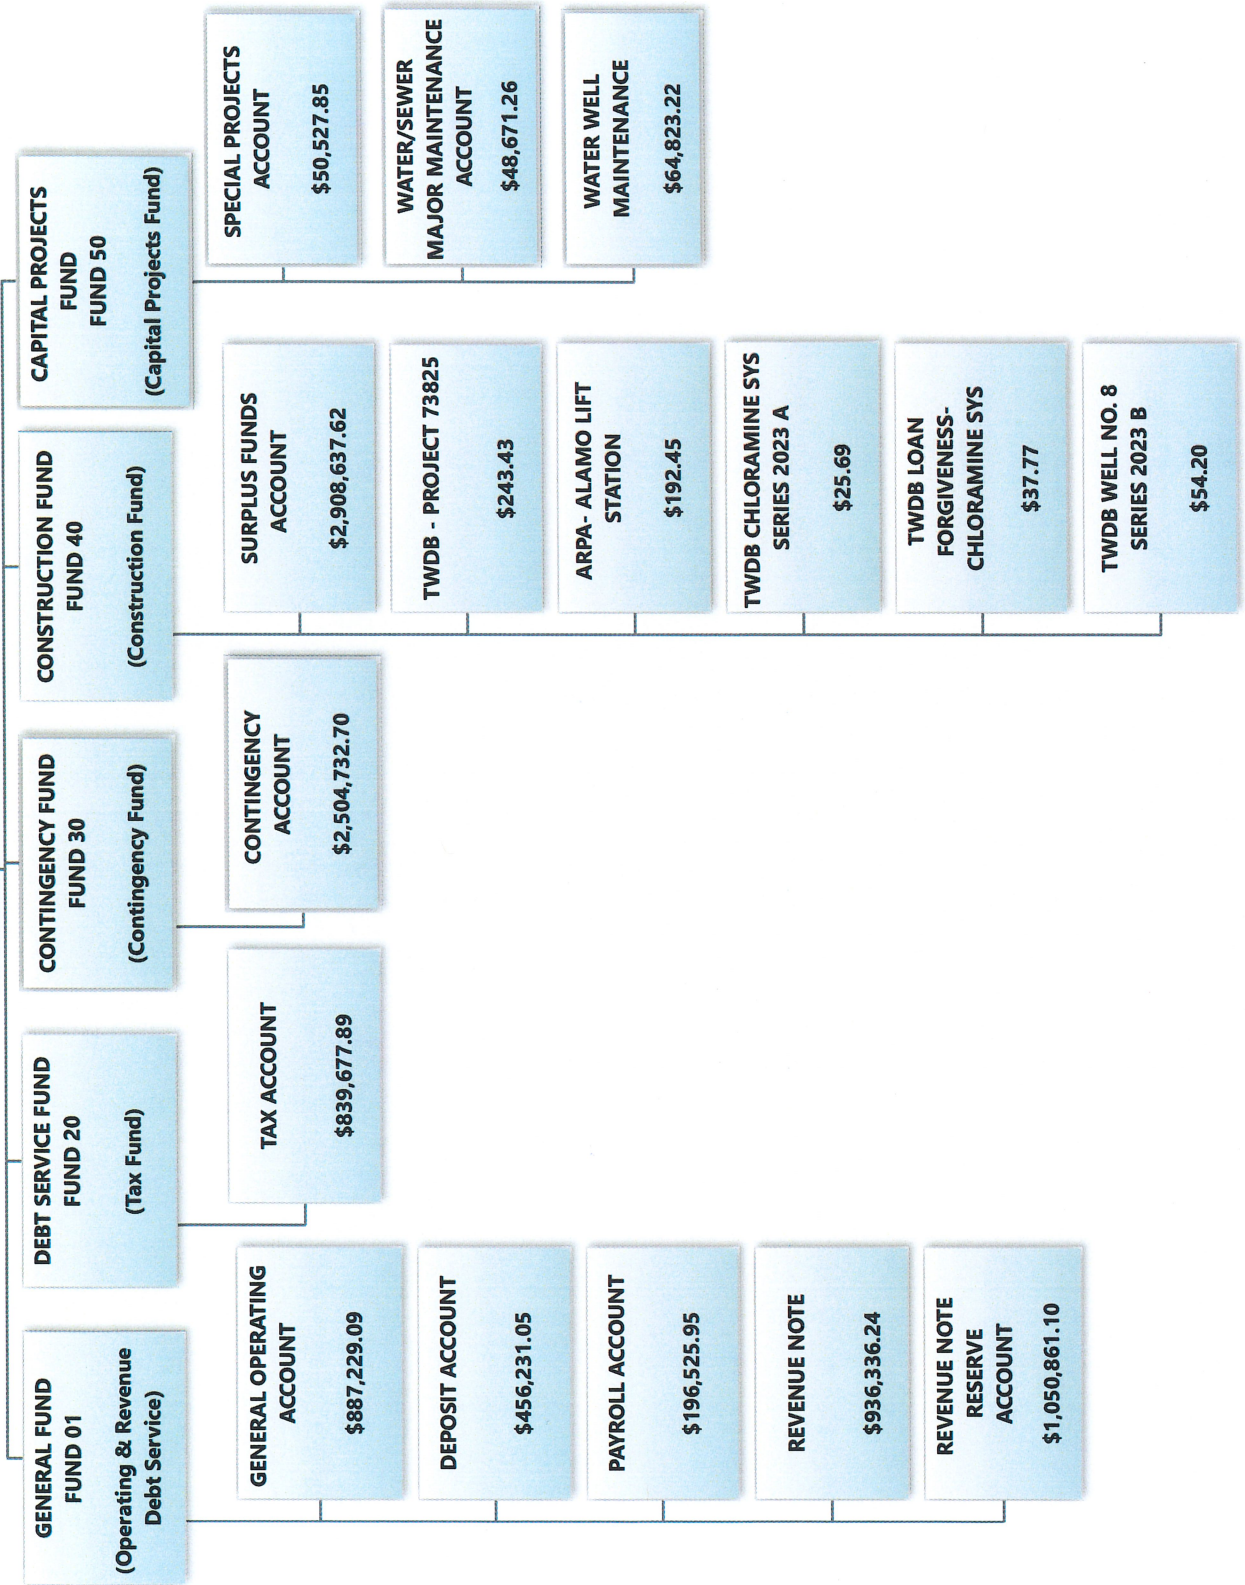 GENERAL FUND
FUND 01
(Operating & Revenue
Debt Service)
GENERAL OPERATING
ACCOUNT
$887,229.09
DEPOSIT ACCOUNT
$456,231.05
PAYROLL ACCOUNT
$196,525.95
REVENUE NOTE
$936,336.24
REVENUE NOTE
RESERVE
ACCOUNT
$1,050,861.10
DEBT SERVICE FUND
FUND 20
(Tax Fund)
TAX ACCOUNT
$839,677.89
CONTINGENCY FUND
FUND 30
(Contingency Fund)
CONTINGENCY
ACCOUNT
$2,504,732.70
CONSTRUCTION FUND
FUND 40
(Construction Fund)
SURPLUS FUNDS
ACCOUNT
$2,908,637.62
TWDB - PROJECT 73825
$243.43
ARPA- ALAMO LIFT
STATION
$192.45
TWDB CHLORAMINE SYS
SERIES 2023 A
$25.69
TWDB LOAN
FORGIVENESS-
CHLORAMINE SYS
$37.77
TWDB WELL NO. 8
SERIES 2023 B
$54.20
CAPITAL PROJECTS
FUND
FUND 50
(Capital Projects Fund)
SPECIAL PROJECTS
ACCOUNT
$50,527.85
WATER/SEWER
MAJOR MAINTENANCE
ACCOUNT
$48,671.26
WATER WELL
MAINTENANCE
$64,823.22